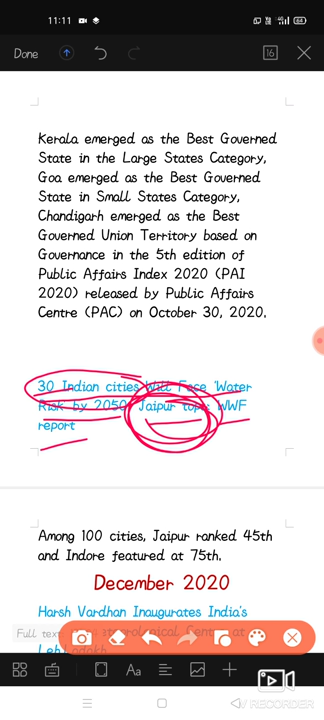 11:11
64
Done
16
Kerala emerged as the Best Governed
State in the Large States Category,
Goa emerged as the Best Governed
State in Small States Category,
Chandigarh emerged as the Best
Governed Union Territory based on
Governance in the 5th edition of
Public Affairs Index 2020 (PAI
2020) released by Public Affairs
Centre (PAC) on October 30, 2020.
30 Indian cities Will Face 'Water
Risk by 2050' Jaipur tops: WWF
report
Among 100 cities, Jaipur ranked 45th
and Indore featured at 75th.
December 2020
Harsh Vardhan Inaugurates India's
Full text
Centre at
Aa
RECORDER